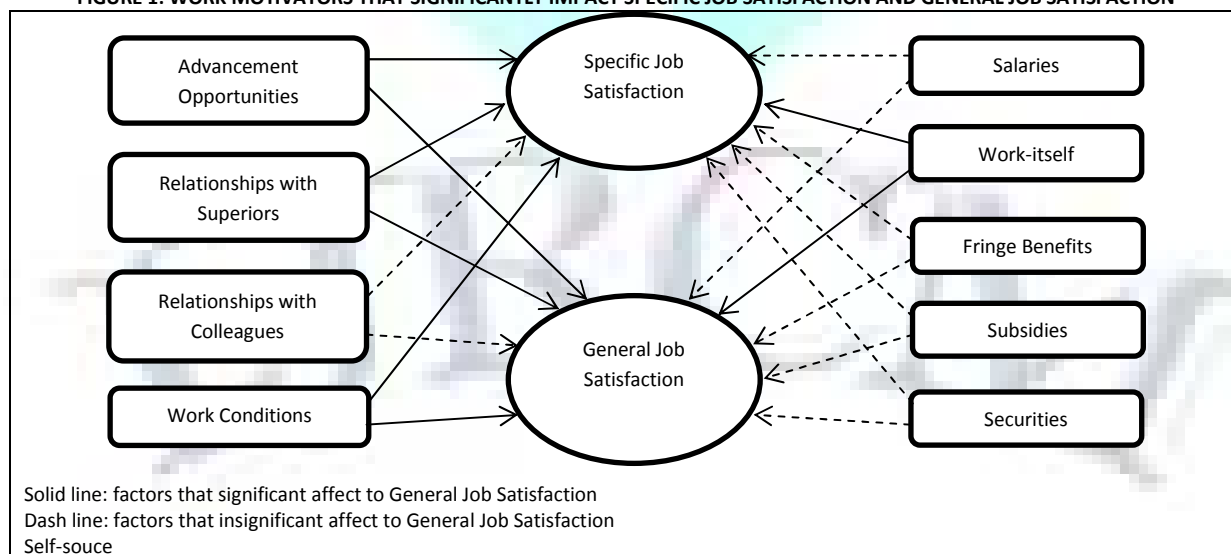 FIGURE 1: WORK MOTIVATORS THAT SIGNIFICANTLY IMPACT SPECIFIC JOB SATISFACTION AND GENERAL JOB SATISFACTION
Advancement
Opportunities
Relationships with
Superiors
Relationships with
Colleagues
Work Conditions
Specific Job
Satisfaction
General Job
Satisfaction
Salaries
Work-itself
Fringe Benefits
Subsidies
Securities
Solid line: factors that significant affect to General Job Satisfaction
Dash line: factors that insignificant affect to General Job Satisfaction
Self-souce